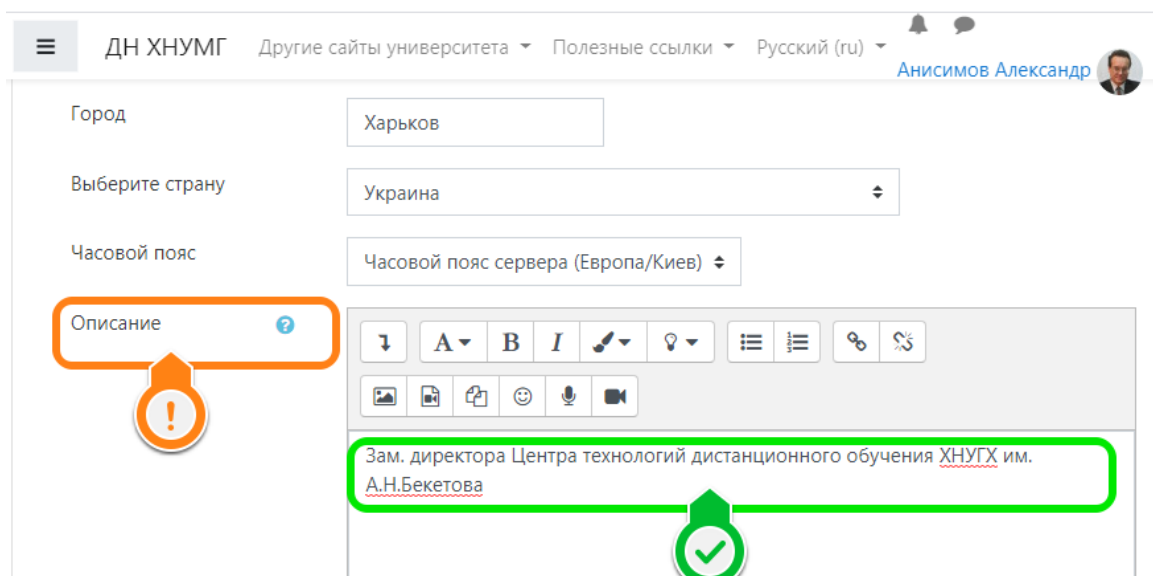 ДН ХНУМГ Другие сайты университета Полезные ссылки Русский (ru)
Анисимов Александр
Город
Харьков
Выберите страну
Украина
Часовой пояс
Часовой пояс сервера (Европа/Киев)
Описание ?
A B I
!
Зам. директора Центра технологий дистанционного обучения ХНУГХ им.
А.Н.Бекетова